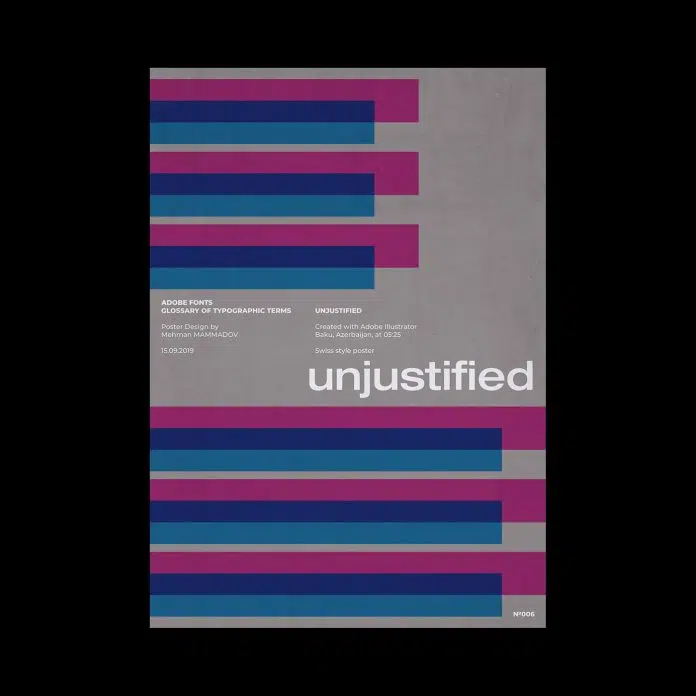 ADOBE FONTS
GLOSSARY OF TYPOGRAPHIC TERMS
Poster Design by
Mehman MAMMADOV
15.09.2019
UNJUSTIFIED
Created with Adobe Illustrator
Baku, Azerbaijan, at 05:25
Swiss style poster
unjustified
Nº006